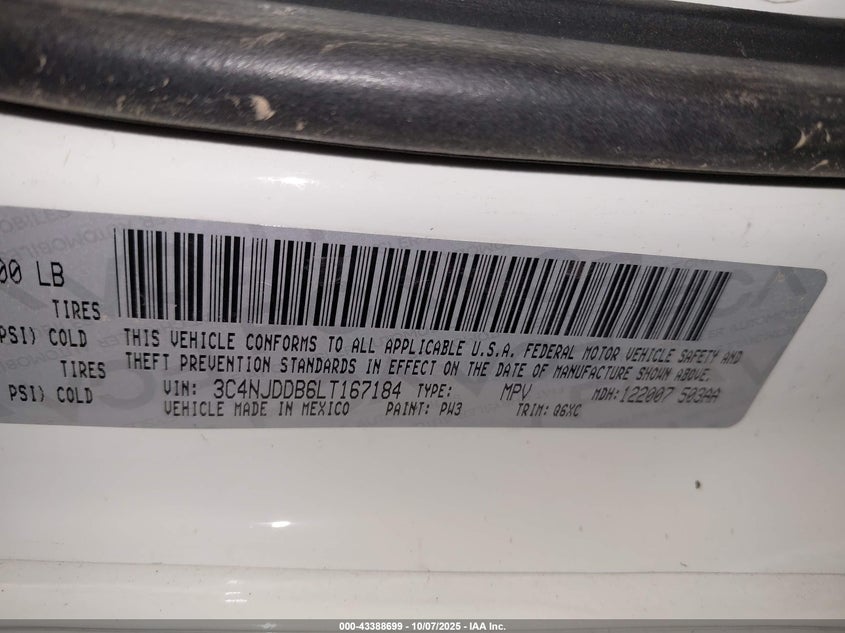 00 LB
TIRES
PSI) COLD
TIRES
PSI) COLD
THIS VEHICLE CONFORMS TO ALL APPLICABLE U.S.A. FEDERAL MOTOR VEHICLE SAFETY AND
THEFT PREVENTION STANDARDS IN EFFECT ON THE DATE OF MANUFACTURE SHOWN ABOVE.
VIN: 3C4NJDDB6LT167184 TYPE: MPV MDH: 122007 503AA
VEHICLE MADE IN MEXICO PAINT: PW3 TRIM: Q6XC
000-43388699 - 10/07/2025 - IAA Inc.